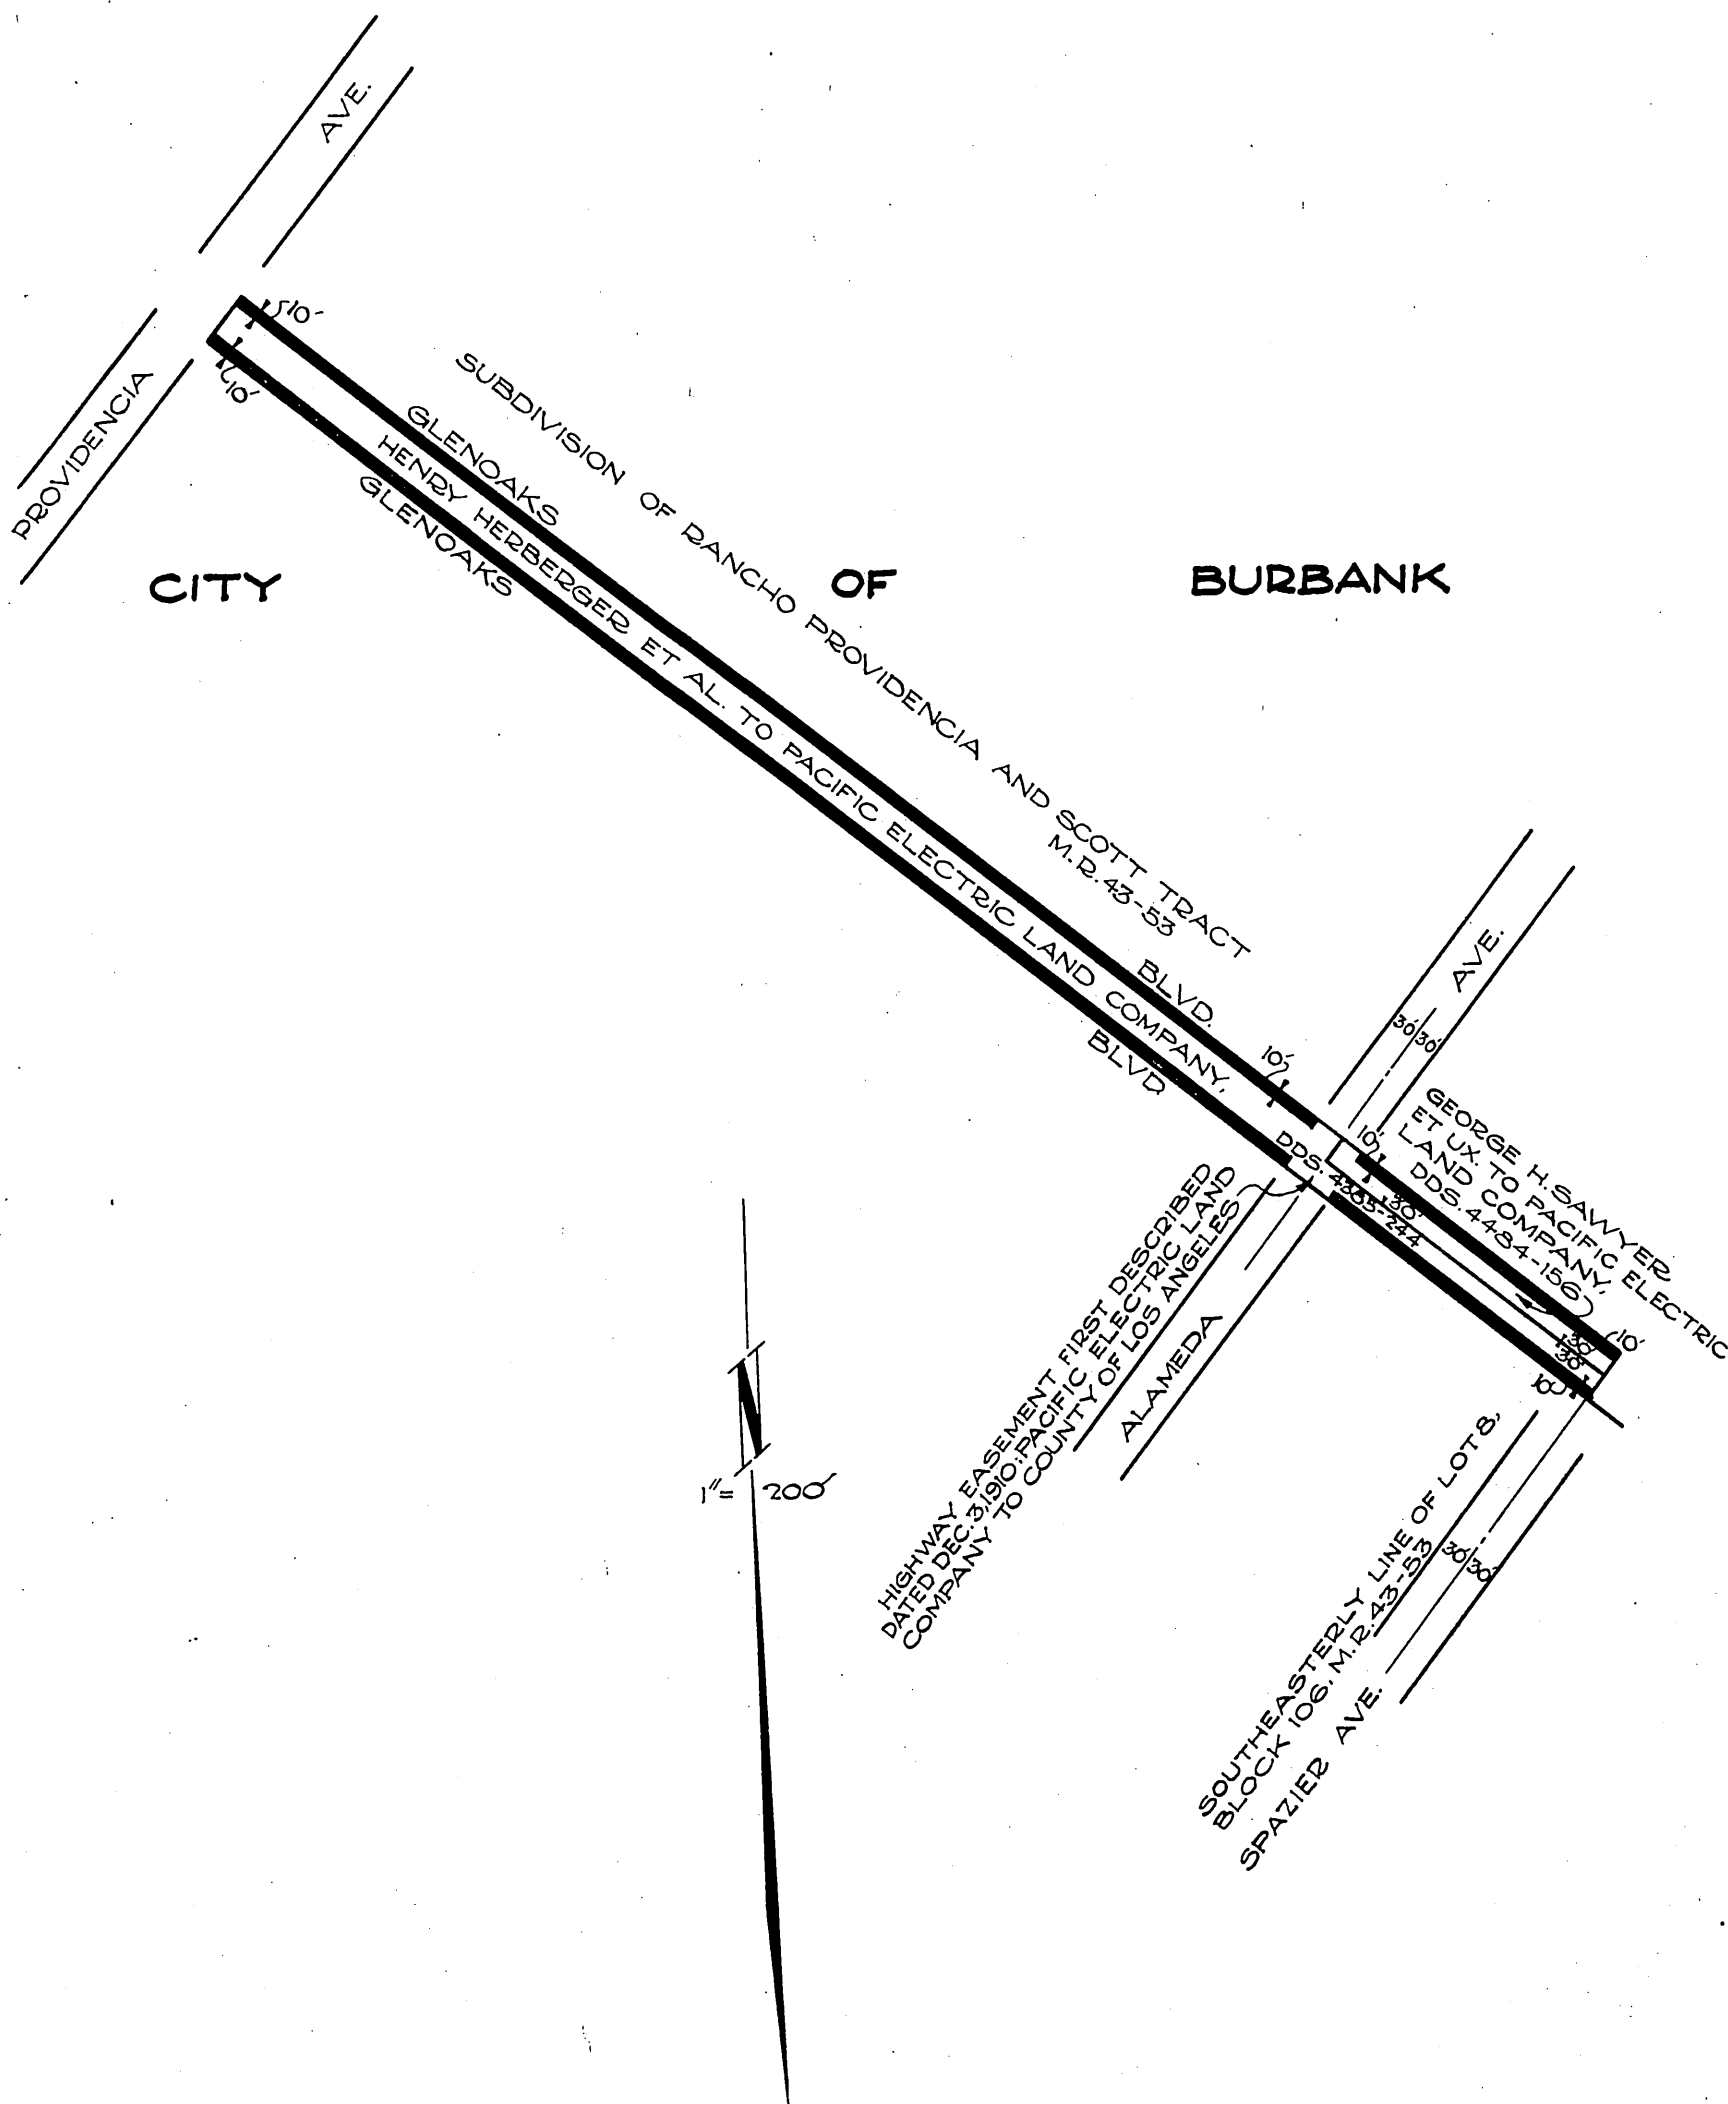 AVE.
PROVIDENCIA
10'
10'
SUBDIVISION OF RANCHO PROVIDENCIA AND SCOTT TRACT
M.R. 43-53
GLENOAKS BLVD.
HENRY HERBERGER ET AL. TO PACIFIC ELECTRIC LAND COMPANY,
DDS. 4365-244
GLENOAKS BLVD
CITY OF BURBANK
AVE.
30' 30'
10'
10'
30'
GEORGE H. SAWYER
ET UX. TO PACIFIC ELECTRIC
LAND COMPANY,
DDS. 4484-156
10'
30'
30'
10'
HIGHWAY EASEMENT FIRST DESCRIBED
DATED DEC. 3, 1910: PACIFIC ELECTRIC LAND
COMPANY TO COUNTY OF LOS ANGELES
ALAMEDA
N
1"= 200'
SOUTHEASTERLY LINE OF LOT 8,
BLOCK 106, M.R. 43-53
30' 30'
SPAZIER AVE.